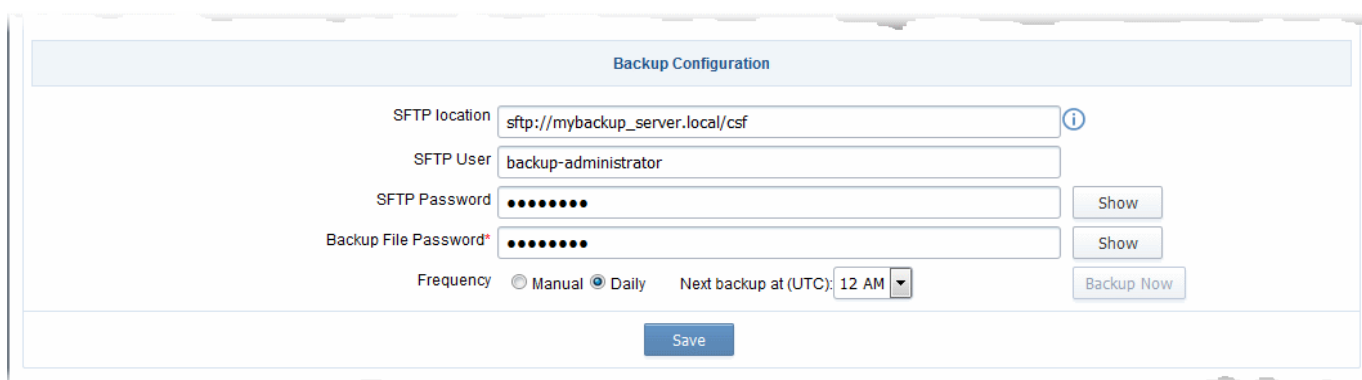 Backup Configuration
SFTP location sftp://mybackup_server.local/csf
SFTP User backup-administrator
SFTP Password ●●●●●●●● Show
Backup File Password* ●●●●●●●● Show
Frequency Manual Daily Next backup at (UTC): 12 AM Backup Now
Save